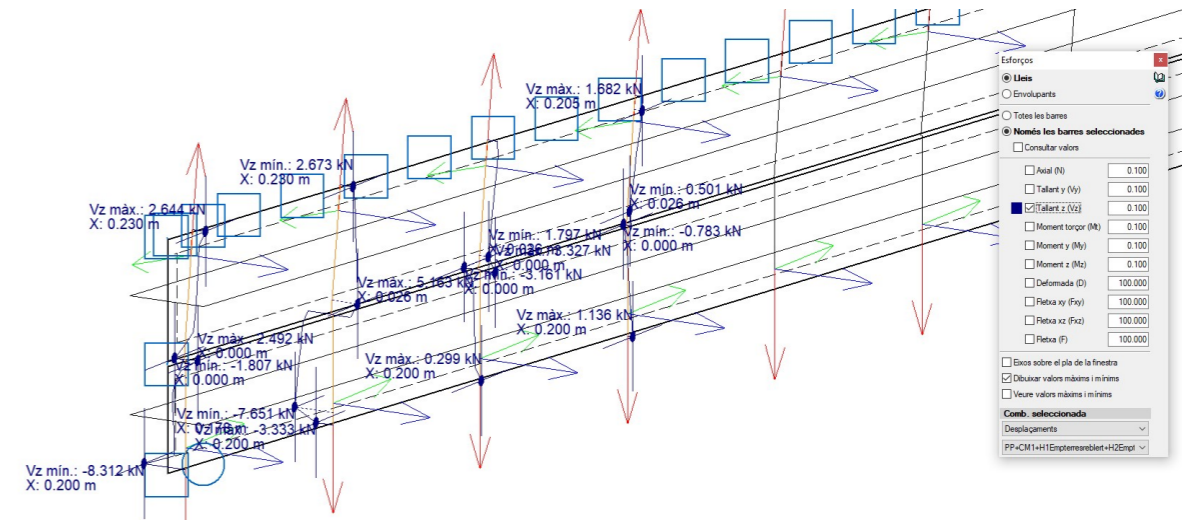 Vz màx.: 1.682 kN
X: 0.205 m
Vz mín.: 2.673 kN
X: 0.230 m
Vz màx.: 2.644 kN
X: 0.230 m
Vz mín.: 0.501 kN
X: 0.026 m
Vz mín.: -0.783 kN
X: 0.000 m
Vz mín.: 1.797 kN
X: 0.026 m
3.327 kN
X: 0.000 m
Vz mín.: -3.161 kN
X: 0.000 m
Vz màx.: 5.163 kN
X: 0.026 m
Vz màx.: 1.136 kN
X: 0.200 m
Vz màx.: 2.492 kN
X: 0.000 m
Vz mín.: -1.807 kN
X: 0.000 m
Vz màx.: 0.299 kN
X: 0.200 m
Vz mín.: -7.651 kN
Vz mín.: -3.333 kN
X: 0.200 m
Vz mín.: -8.312 kN
X: 0.200 m
Esforços
x
Lleis
Envolupants
Totes les barres
Només les barres seleccionades
Consultar valors
Axial (N) 0.100
Tallant y (Vy) 0.100
Tallant z (Vz) 0.100
Moment torçor (Mt) 0.100
Moment y (My) 0.100
Moment z (Mz) 0.100
Deformada (D) 100.000
Fletxa xy (Fxy) 100.000
Fletxa xz (Fxz) 100.000
Fletxa (F) 100.000
Eixos sobre el pla de la finestra
Dibuixar valors màxims i mínims
Veure valors màxims i mínims
Comb. seleccionada
Desplaçaments
PP+CM1+H1Empterresreblert+H2Empt